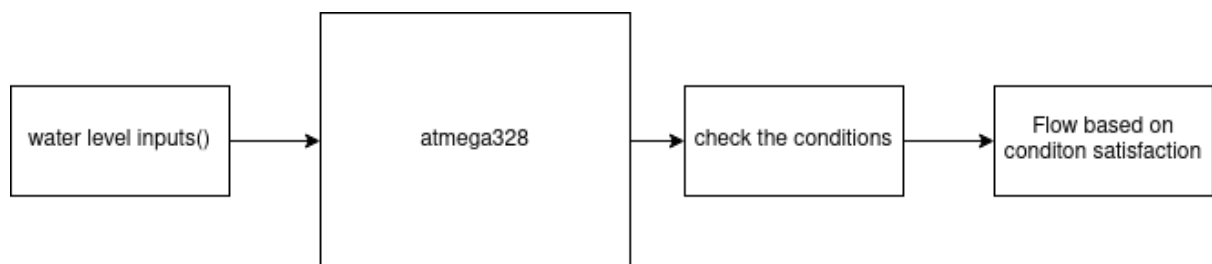 water level inputs()
atmega328
check the conditions
Flow based on
conditon satisfaction